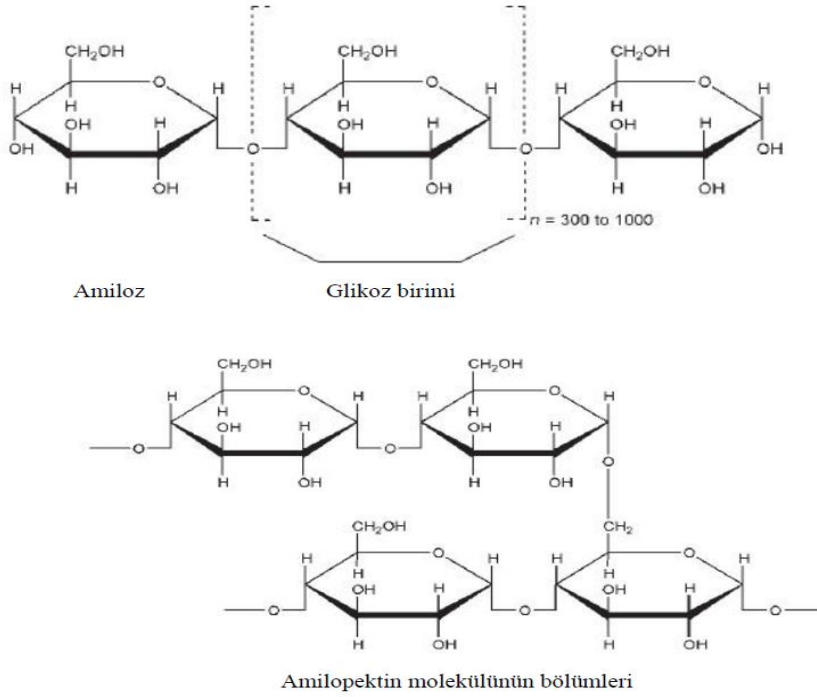 CH2OH CH2OH CH2OH
H O H H O H H O H
H H H
OH H OH H OH H
OH O O OH
H OH H OH H OH
n = 300 to 1000
Amiloz Glikoz birimi
CH2OH CH2OH
H O H H O H
H H
OH H OH H
O O O
H OH H OH
CH2OH CH2
H O H H O H
H H
OH H OH H
O O O
H OH H OH
Amilopektin molekülünün bölümleri